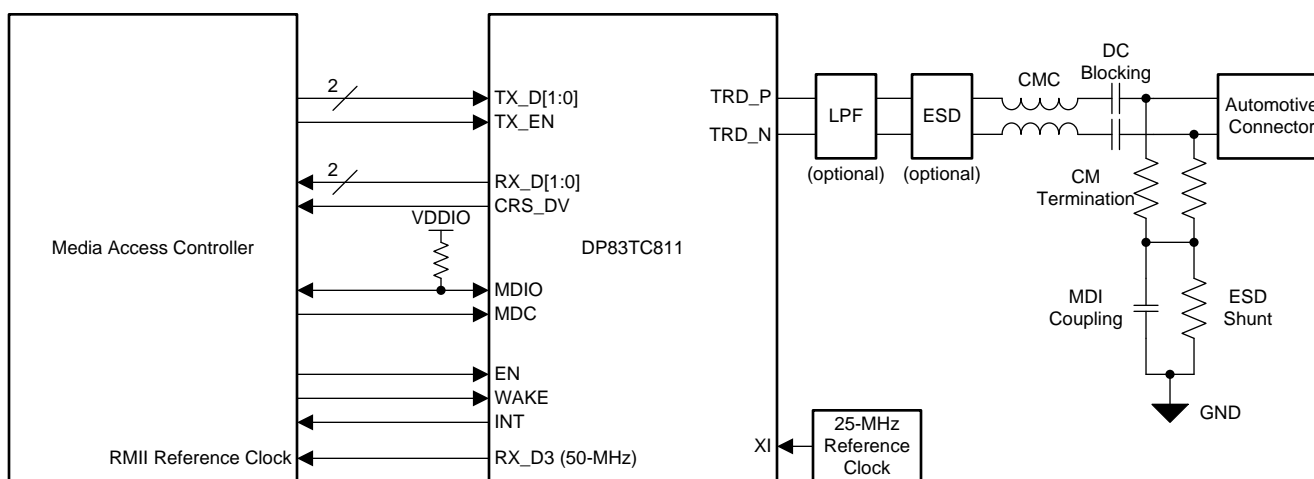 Media Access Controller
RMII Reference Clock
2
2
VDDIO
TX_D[1:0]
TX_EN
RX_D[1:0]
CRS_DV
MDIO
MDC
EN
WAKE
INT
RX_D3 (50-MHz)
DP83TC811
TRD_P
TRD_N
XI
25-MHz
Reference
Clock
LPF
(optional)
ESD
(optional)
CMC
DC
Blocking
Automotive
Connector
CM
Termination
MDI
Coupling
ESD
Shunt
GND